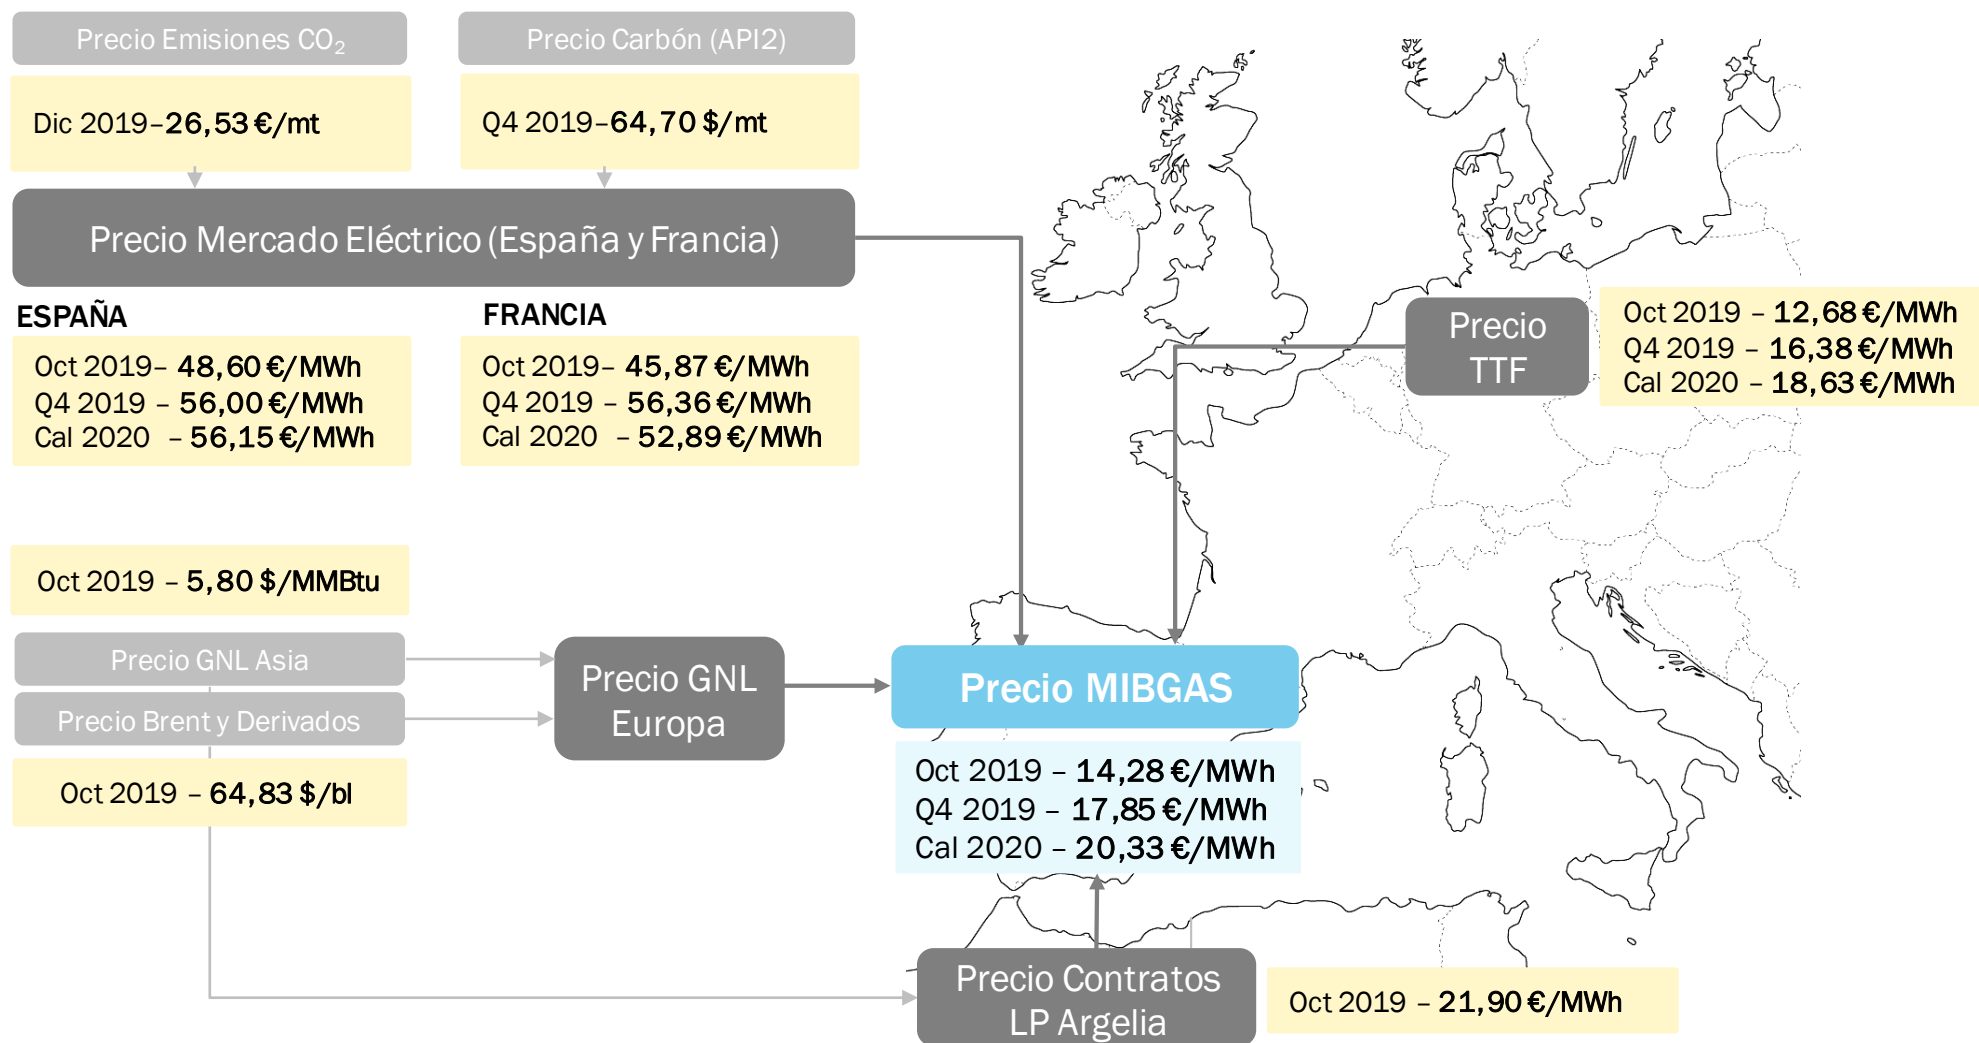 Precio Emisiones CO₂
Precio Carbón (API2)
Dic 2019–26,53 €/mt
Q4 2019–64,70 $/mt
Precio Mercado Eléctrico (España y Francia)
ESPAÑA
Oct 2019– 48,60 €/MWh
Q4 2019 – 56,00 €/MWh
Cal 2020 – 56,15 €/MWh
FRANCIA
Oct 2019– 45,87 €/MWh
Q4 2019 – 56,36 €/MWh
Cal 2020 – 52,89 €/MWh
Precio
TTF
Oct 2019 – 12,68 €/MWh
Q4 2019 – 16,38 €/MWh
Cal 2020 – 18,63 €/MWh
Oct 2019 – 5,80 $/MMBtu
Precio GNL Asia
Precio Brent y Derivados
Oct 2019 – 64,83 $/bl
Precio GNL
Europa
Precio MIBGAS
Oct 2019 – 14,28 €/MWh
Q4 2019 – 17,85 €/MWh
Cal 2020 – 20,33 €/MWh
Precio Contratos
LP Argelia
Oct 2019 – 21,90 €/MWh